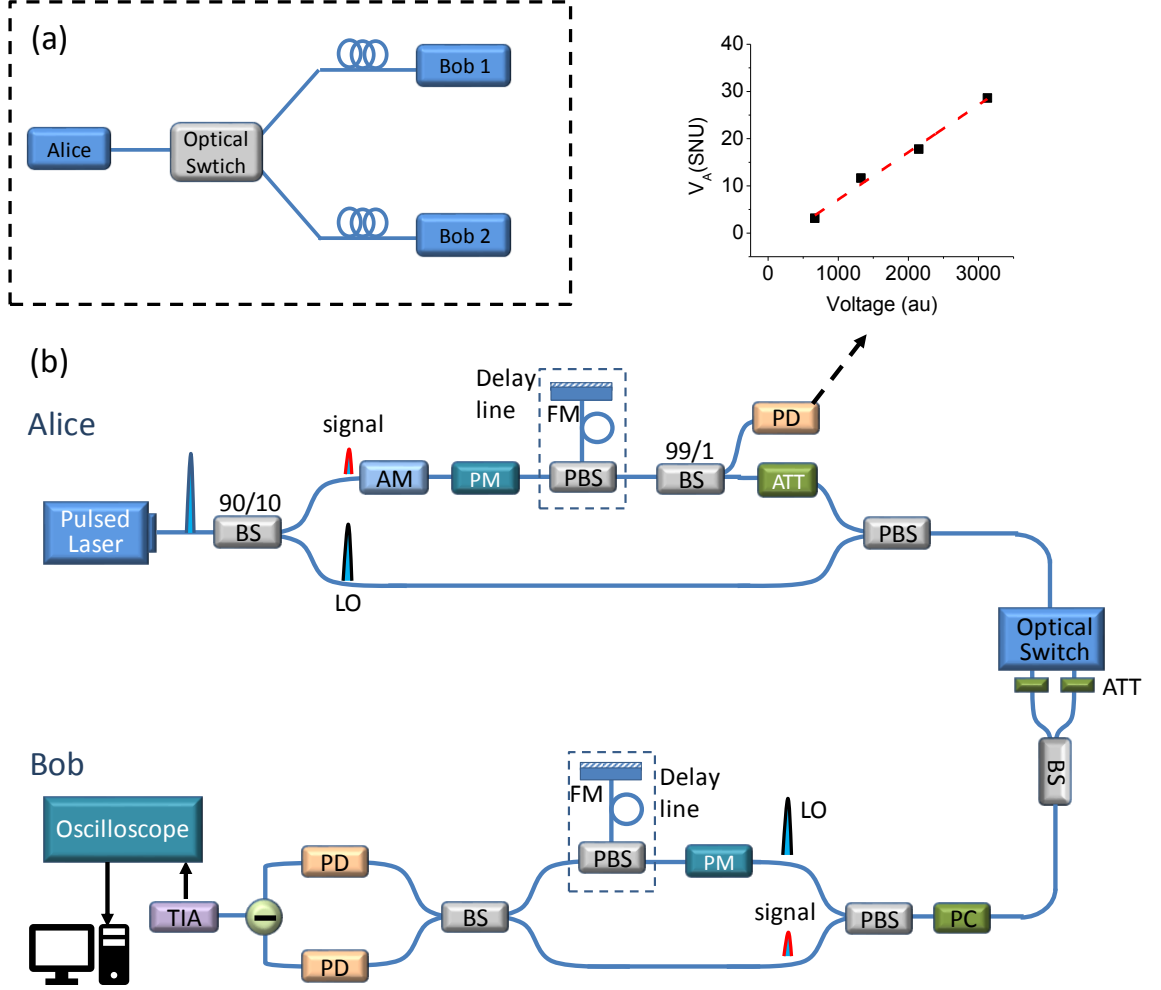 (a)
Bob 1
Alice
Optical
Swtich
Bob 2
40
30
20
10
0
V_A(SNU)
0 1000 2000 3000
Voltage (au)
(b)
Alice
Delay
line
FM
signal
PD
90/10
99/1
AM
PM
PBS
BS
ATT
Pulsed
Laser
BS
PBS
LO
Optical
Switch
ATT
BS
Bob
FM
Delay
line
LO
Oscilloscope
PD
PBS
PM
TIA
BS
signal
PBS
PC
PD